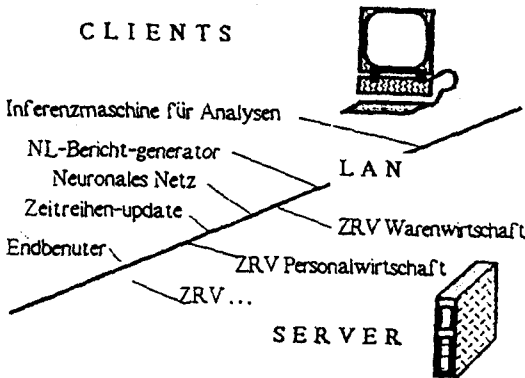 CLIENTS
Inferenzmaschine für Analysen
NL-Bericht-generator
LAN
Neuronales Netz
Zeitreihen-update
ZRV Warenwirtschaft
Endbenuter
ZRV Personalwirtschaft
ZRV...
SERVER